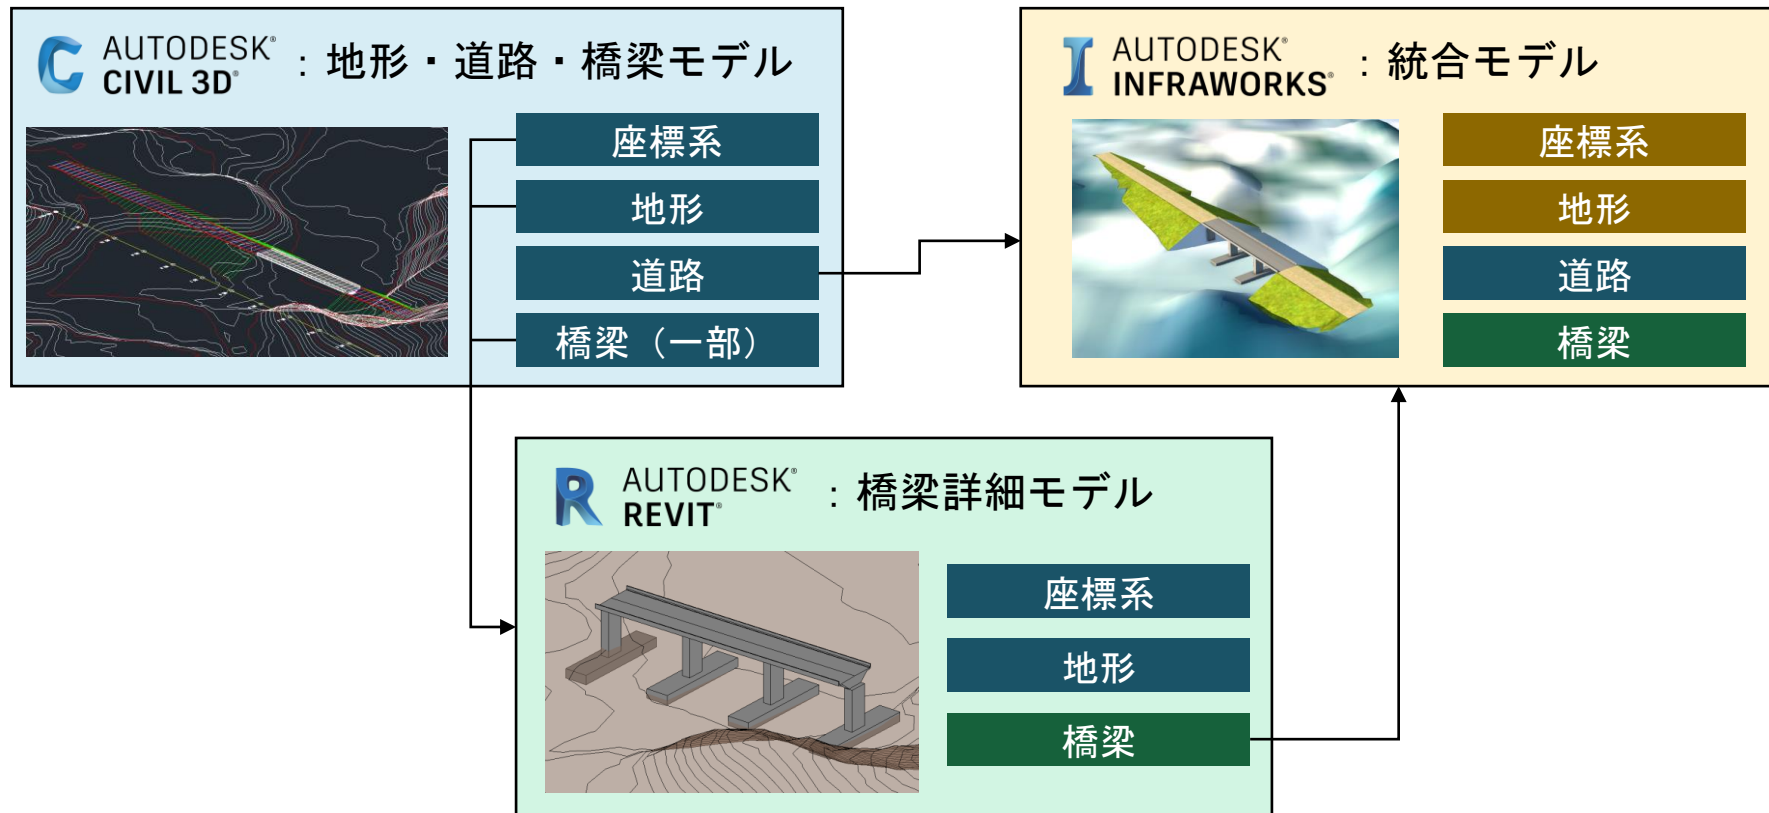 AUTODESK®
CIVIL 3D®
：地形・道路・橋梁モデル
座標系
地形
道路
橋梁（一部）
AUTODESK®
INFRAWORKS®
：統合モデル
座標系
地形
道路
橋梁
AUTODESK®
REVIT®
：橋梁詳細モデル
座標系
地形
橋梁